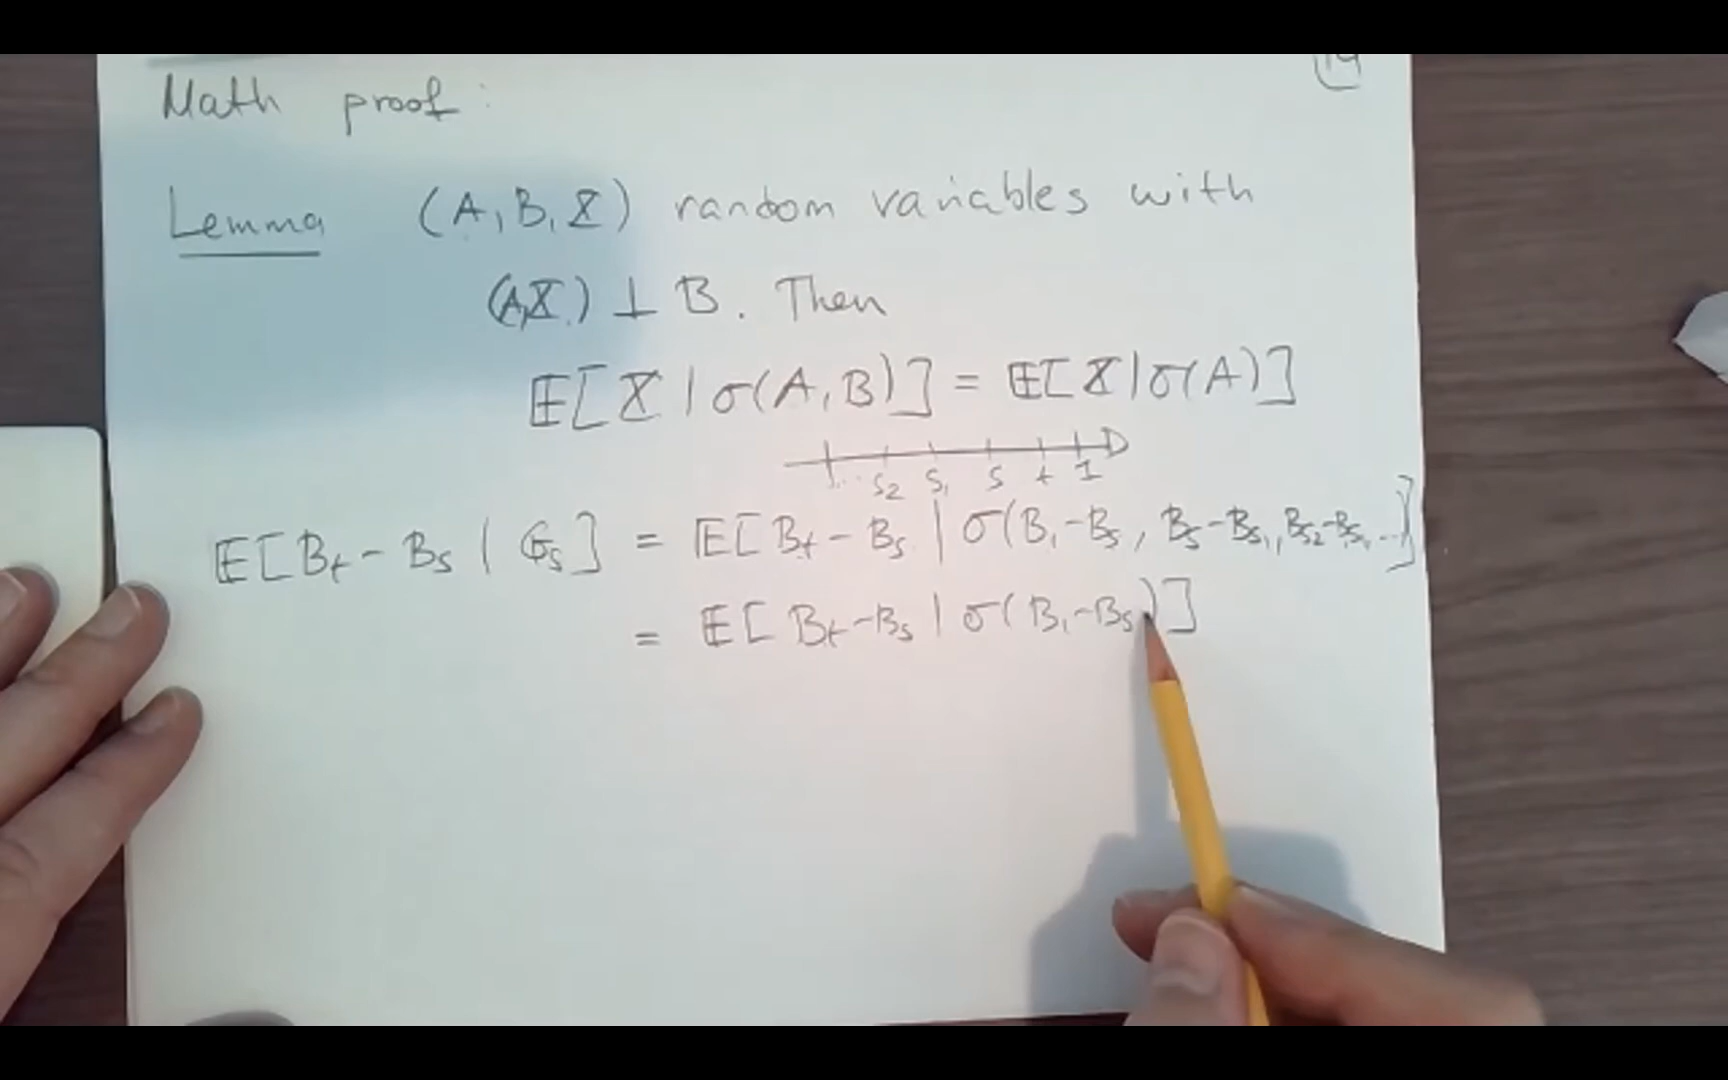 14
Math proof:
Lemma (A, B, X) random variables with
(A, X) ⊥ B. Then
E[X | σ(A, B)] = E[X | σ(A)]
... s₂ s₁ s t 1
E[Bₜ - Bₛ | Gₛ] = E[Bₜ - Bₛ | σ(B₁ - Bₛ, Bₛ - Bₛ₁, Bₛ₂ - Bₛ₁, ...)]
= E[Bₜ - Bₛ | σ(B₁ - Bₛ)]